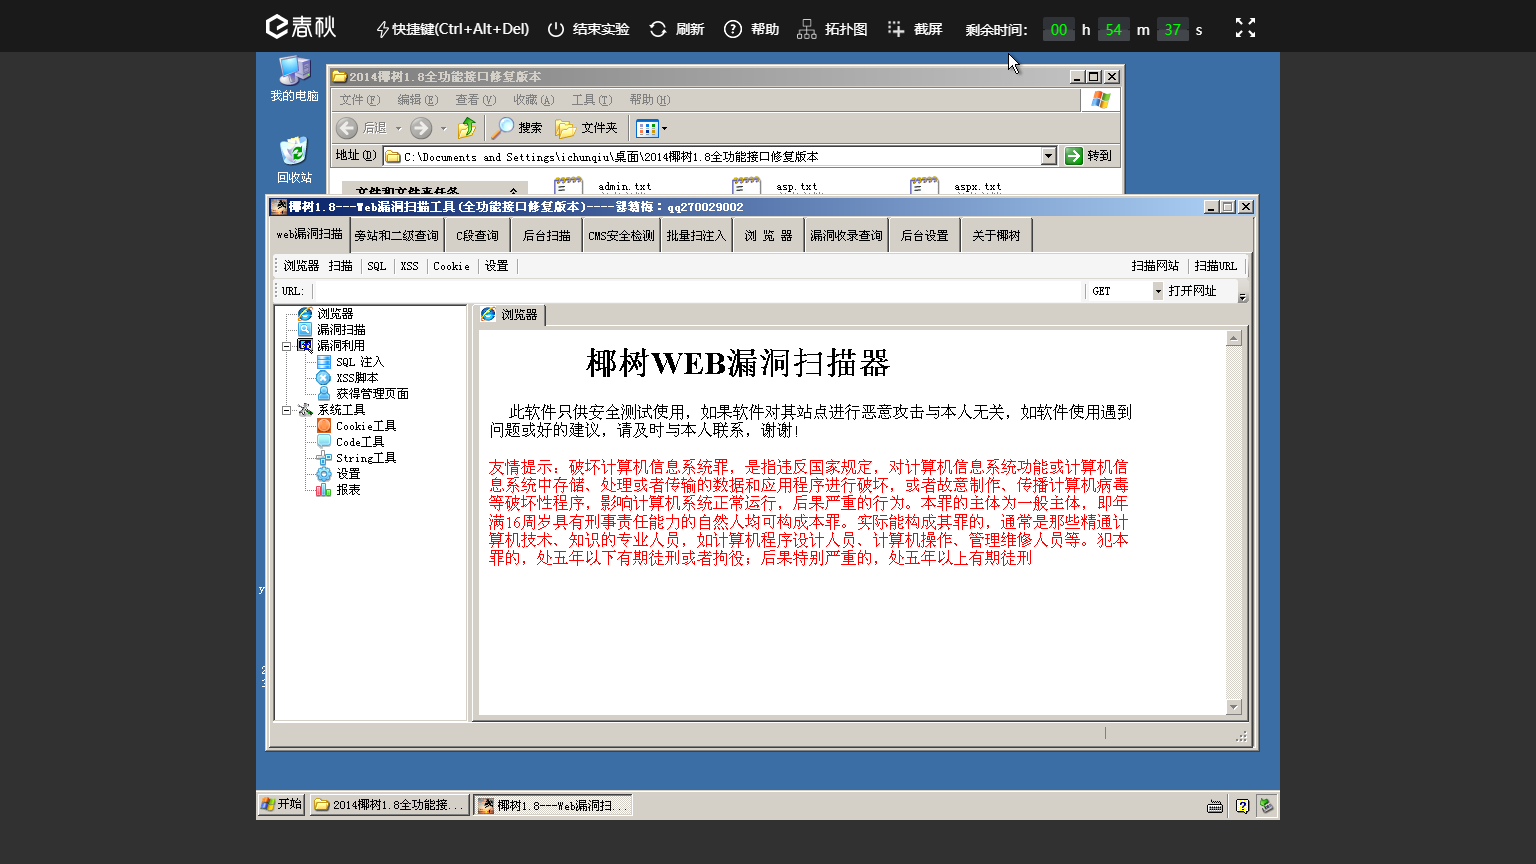 春秋 快捷键(Ctrl+Alt+Del) 结束实验 刷新 帮助 拓扑图 截屏 剩余时间: 00 h 54 m 37 s
我的电脑
回收站
2014椰树1.8全功能接口修复版本
文件(F) 编辑(E) 查看(V) 收藏(A) 工具(T) 帮助(H)
后退 搜索 文件夹
地址(D) C:\Documents and Settings\ichunqiu\桌面\2014椰树1.8全功能接口修复版本 转到
文件和文件夹任务 admin.txt asp.txt aspx.txt
椰树1.8---Web漏洞扫描工具(全功能接口修复版本)----
qq270029002
web漏洞扫描 旁站和二级查询 C段查询 后台扫描 CMS安全检测 批量扫注入 浏 览 器 漏洞收录查询 后台设置 关于椰树
浏览器 扫描 SQL XSS Cookie 设置 扫描网站 扫描URL
URL: GET 打开网址
浏览器
漏洞扫描
漏洞利用
SQL 注入
XSS脚本
获得管理页面
系统工具
Cookie工具
Code工具
String工具
设置
报表
浏览器
椰树WEB漏洞扫描器
此软件只供安全测试使用，如果软件对其站点进行恶意攻击与本人无关，如软件使用遇到
问题或好的建议，请及时与本人联系，谢谢！
友情提示：破坏计算机信息系统罪，是指违反国家规定，对计算机信息系统功能或计算机信
息系统中存储、处理或者传输的数据和应用程序进行破坏，或者故意制作、传播计算机病毒
等破坏性程序，影响计算机系统正常运行，后果严重的行为。本罪的主体为一般主体，即年
满16周岁具有刑事责任能力的自然人均可构成本罪。实际能构成其罪的，通常是那些精通计
算机技术、知识的专业人员，如计算机程序设计人员、计算机操作、管理维修人员等。犯本
罪的，处五年以下有期徒刑或者拘役；后果特别严重的，处五年以上有期徒刑
开始 2014椰树1.8全功能接... 椰树1.8---Web漏洞扫...